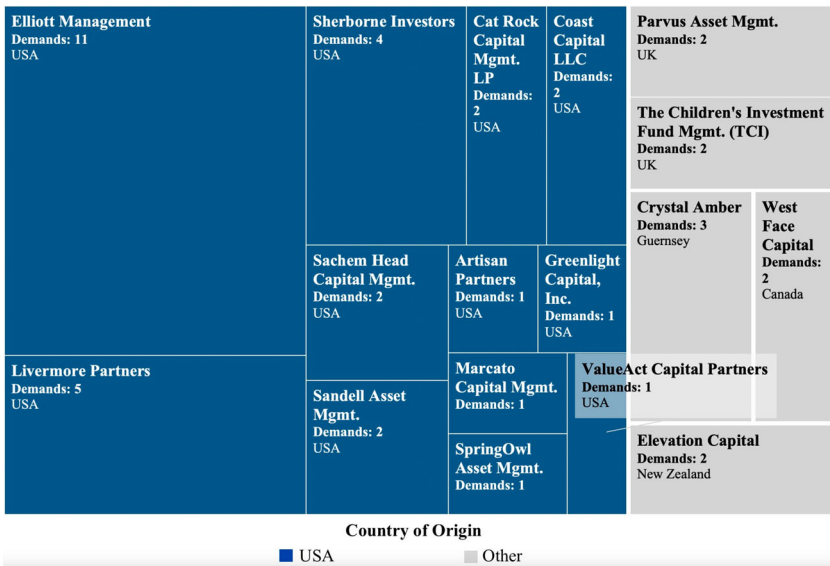 Elliott Management
Demands: 11
USA
Livermore Partners
Demands: 5
USA
Sherborne Investors
Demands: 4
USA
Cat Rock
Capital
Mgmt.
LP
Demands:
2
USA
Coast
Capital
LLC
Demands:
2
USA
Sachem Head
Capital Mgmt.
Demands: 2
USA
Sandell Asset
Mgmt.
Demands: 2
USA
Artisan
Partners
Demands: 1
USA
Greenlight
Capital,
Inc.
Demands: 1
USA
Marcato
Capital Mgmt.
Demands: 1
SpringOwl
Asset Mgmt.
Demands: 1
ValueAct Capital Partners
Demands: 1
USA
Parvus Asset Mgmt.
Demands: 2
UK
The Children's Investment
Fund Mgmt. (TCI)
Demands: 2
UK
Crystal Amber
Demands: 3
Guernsey
West
Face
Capital
Demands:
2
Canada
Elevation Capital
Demands: 2
New Zealand
Country of Origin
USA
Other